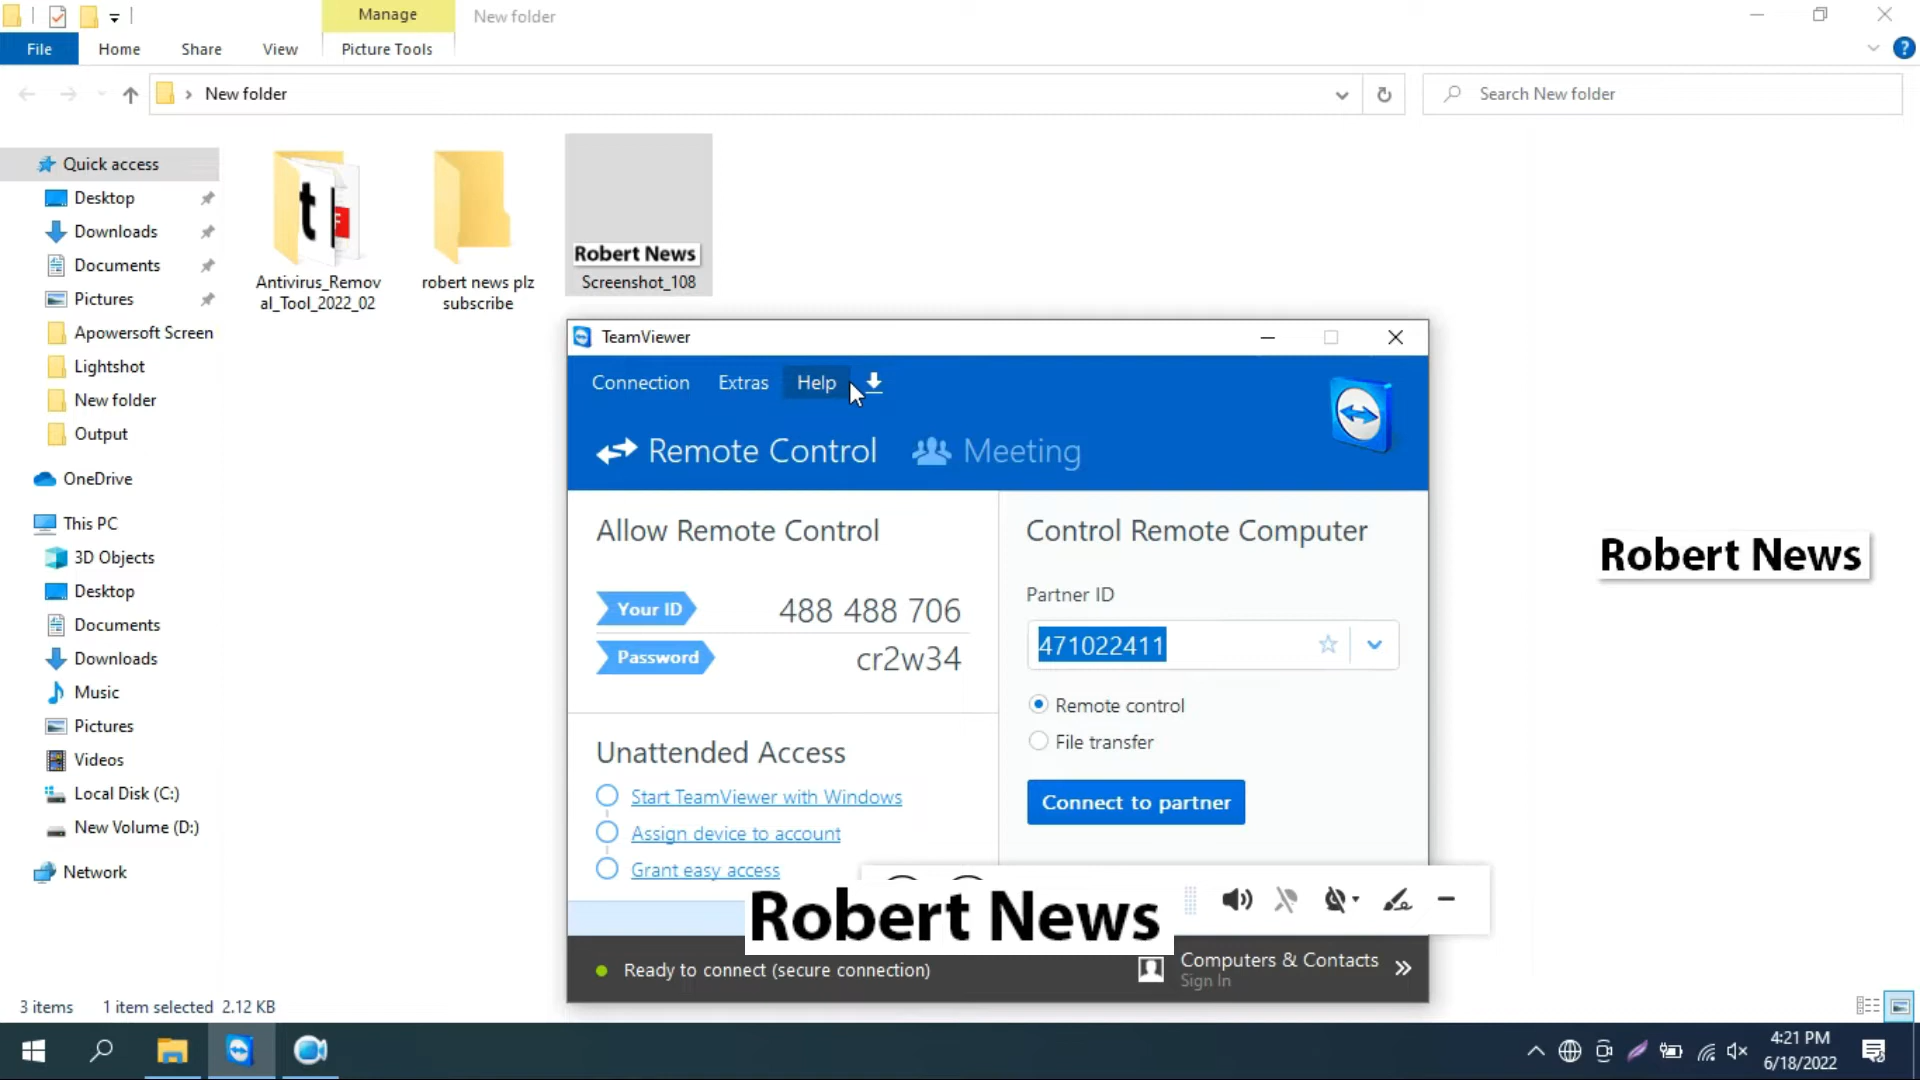 Manage
New folder
File
Home
Share
View
Picture Tools
New folder
Search New folder
Quick access
Desktop
Downloads
Documents
Pictures
Apowersoft Screen
Lightshot
New folder
Output
OneDrive
This PC
3D Objects
Desktop
Documents
Downloads
Music
Pictures
Videos
Local Disk (C:)
New Volume (D:)
Network
Antivirus_Remov
al_Tool_2022_02
robert news plz
subscribe
Robert News
Screenshot_108
TeamViewer
Connection
Extras
Help
Remote Control
Meeting
Allow Remote Control
Your ID
488 488 706
Password
cr2w34
Unattended Access
Start TeamViewer with Windows
Assign device to account
Grant easy access
Control Remote Computer
Partner ID
471022411
Remote control
File transfer
Connect to partner
Robert News
Robert News
Ready to connect (secure connection)
Computers & Contacts
Sign In
3 items
1 item selected 2.12 KB
4:21 PM
6/18/2022